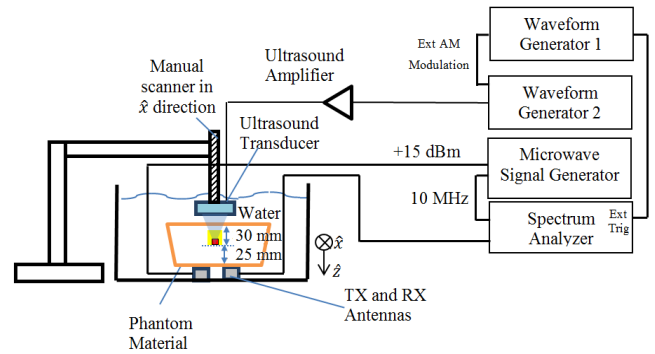 Waveform
Generator 1
Ext AM
Modulation
Waveform
Generator 2
Ultrasound
Amplifier
Manual
scanner in
x̂ direction
Ultrasound
Transducer
+15 dBm
Microwave
Signal Generator
10 MHz
Spectrum
Analyzer
Ext
Trig
Water
30 mm
25 mm
x̂
ẑ
TX and RX
Antennas
Phantom
Material